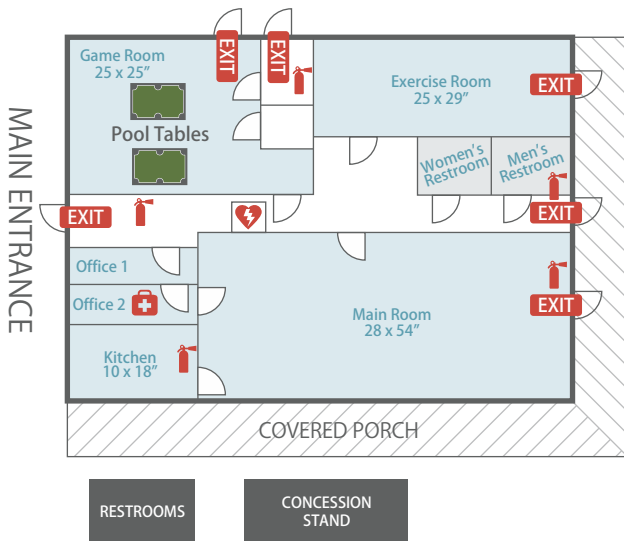 Game Room
25 x 25”
Pool Tables
EXIT
EXIT
Exercise Room
25 x 29”
EXIT
Women’s
Restroom
Men’s
Restroom
MAIN ENTRANCE
EXIT
EXIT
Office 1
Office 2
Kitchen
10 x 18”
Main Room
28 x 54”
EXIT
COVERED PORCH
RESTROOMS
CONCESSION
STAND